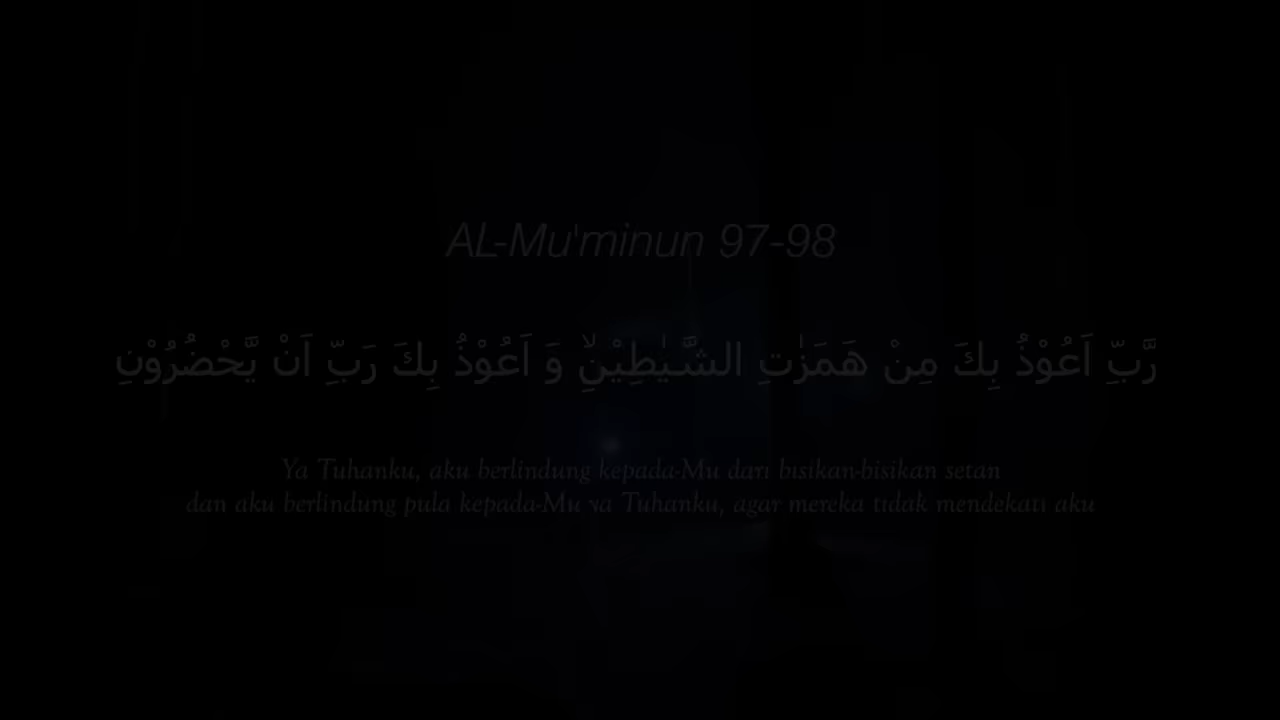 AL-Mu'minun 97-98
رَّبِّ اَعُوْذُ بِكَ مِنْ هَمَزٰتِ الشَّيٰطِيْنِۙ وَ اَعُوْذُ بِكَ رَبِّ اَنْ يَّحْضُرُوْنِ
Ya Tuhanku, aku berlindung kepada-Mu dari bisikan-bisikan setan
dan aku berlindung pula kepada-Mu ya Tuhanku, agar mereka tidak mendekati aku